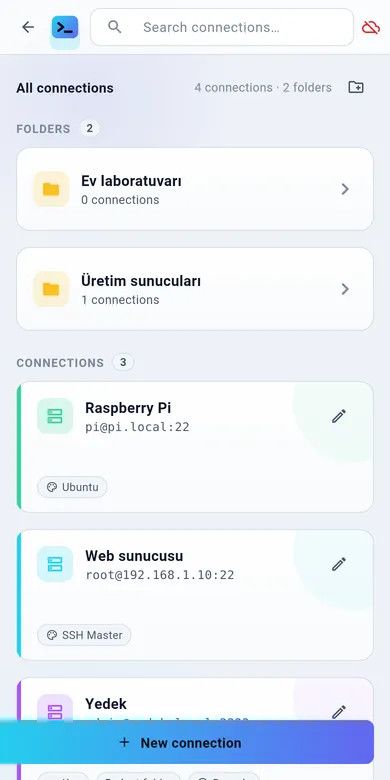 Search connections…
All connections
4 connections · 2 folders
FOLDERS 2
Ev laboratuvarı
0 connections
Üretim sunucuları
1 connections
CONNECTIONS 3
Raspberry Pi
pi@pi.local:22
Ubuntu
Web sunucusu
root@192.168.1.10:22
SSH Master
Yedek
New connection